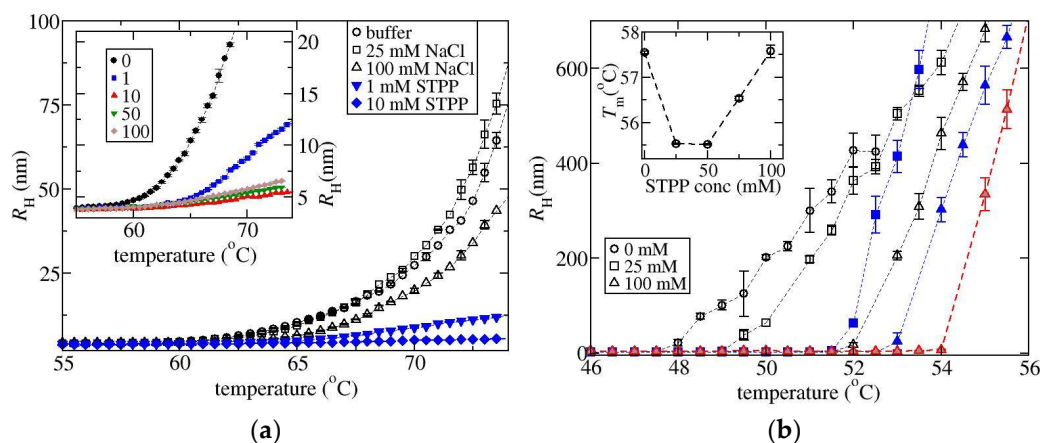 100
75
50
25
R_H (nm)
55
60
65
70
temperature (°C)
0
1
10
50
100
60
70
temperature (°C)
20
15
10
5
R_H (nm)
buffer
25 mM NaCl
100 mM NaCl
1 mM STPP
10 mM STPP
(a)
600
400
200
0
R_H (nm)
46
48
50
52
53
54
55
56
temperature (°C)
58
57
56
T_m (°C)
0
50
100
STPP conc (mM)
0 mM
25 mM
100 mM
(b)